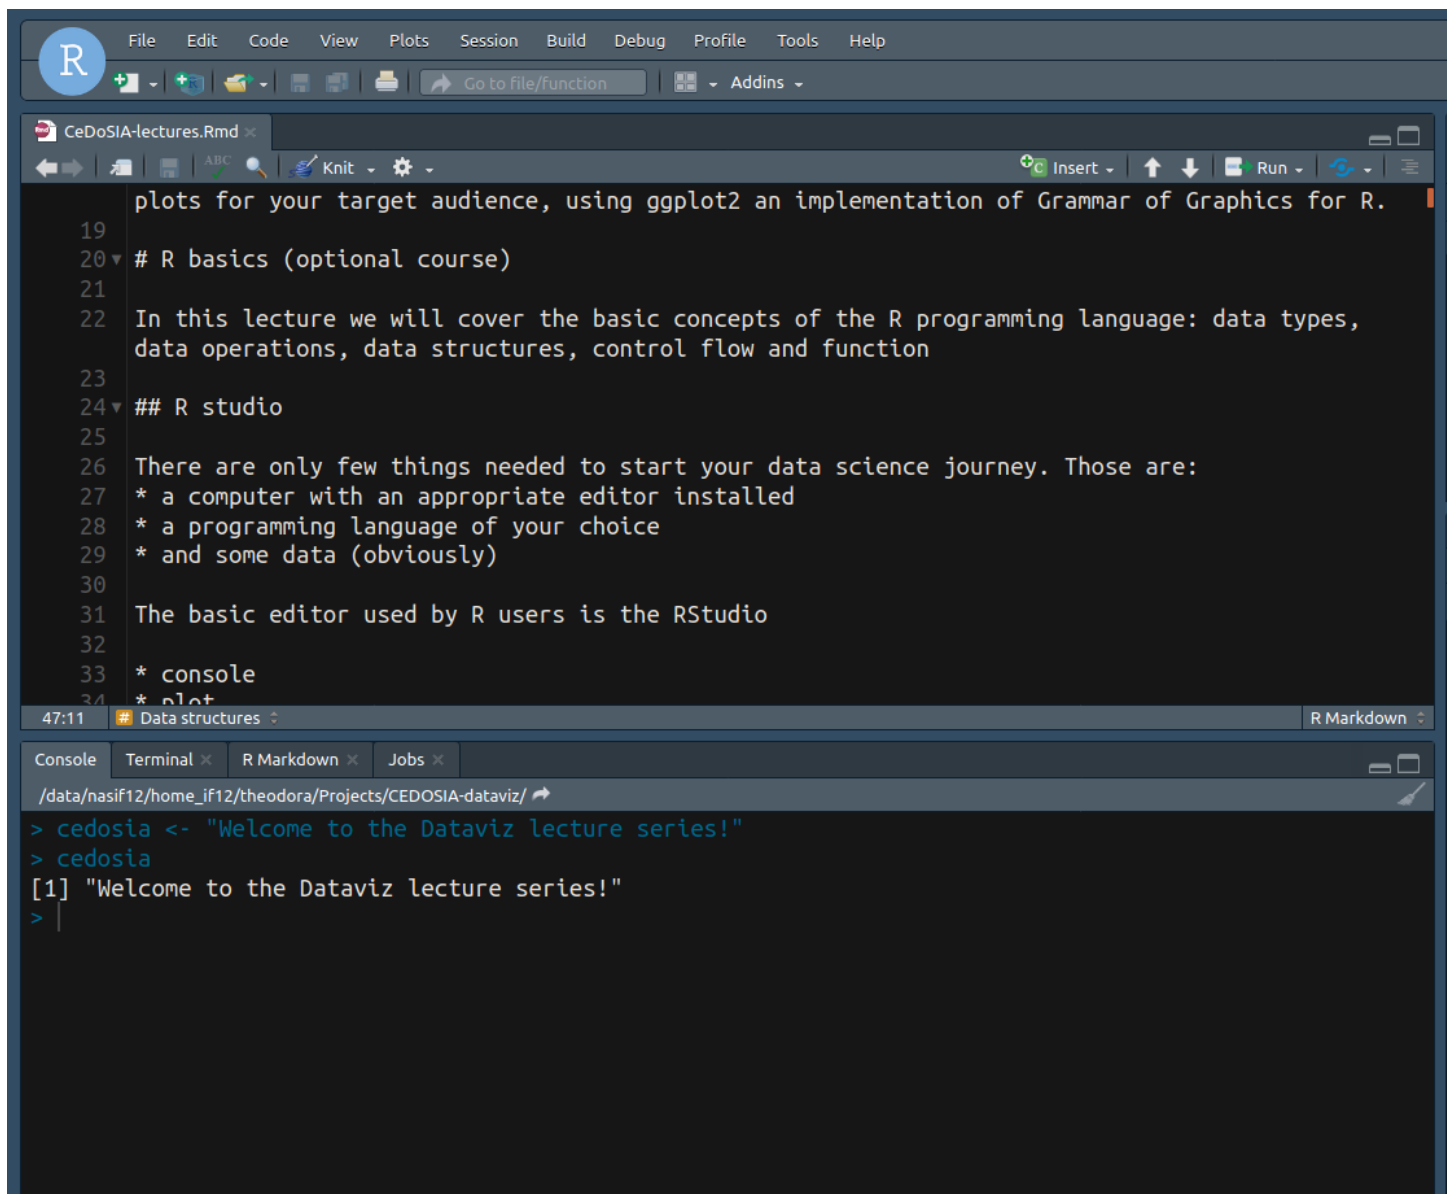 R
File Edit Code View Plots Session Build Debug Profile Tools Help
Go to file/function Addins
CeDoSIA-lectures.Rmd
ABC Knit Insert Run
plots for your target audience, using ggplot2 an implementation of Grammar of Graphics for R.
19
20 # R basics (optional course)
21
22 In this lecture we will cover the basic concepts of the R programming language: data types,
data operations, data structures, control flow and function
23
24 ## R studio
25
26 There are only few things needed to start your data science journey. Those are:
27 * a computer with an appropriate editor installed
28 * a programming language of your choice
29 * and some data (obviously)
30
31 The basic editor used by R users is the RStudio
32
33 * console
34 * plot
47:11 # Data structures R Markdown
Console Terminal R Markdown Jobs
/data/nasif12/home_if12/theodora/Projects/CEDOSIA-dataviz/
> cedosia <- "Welcome to the Dataviz lecture series!"
> cedosia
[1] "Welcome to the Dataviz lecture series!"
>